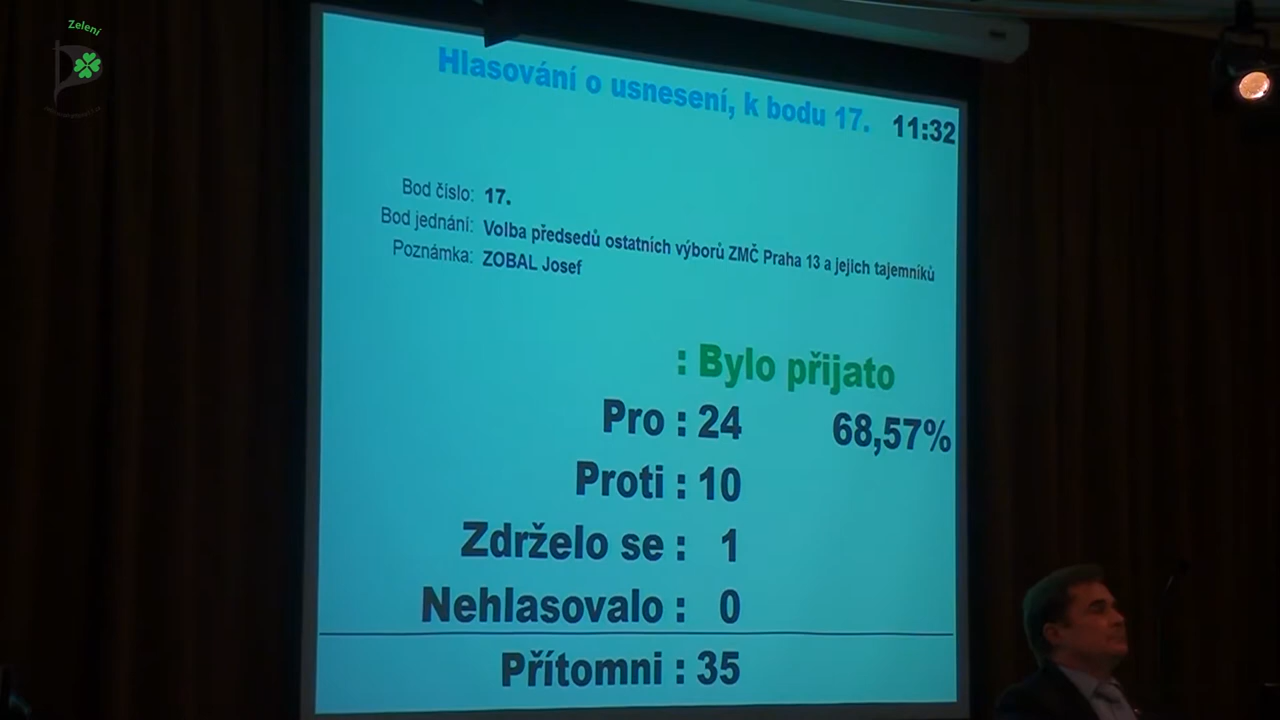 Zelení
Hlasování o usnesení, k bodu 17. 11:32
Bod číslo: 17.
Bod jednání: Volba předsedů ostatních výborů ZMČ Praha 13 a jejich tajemníků
Poznámka: ZOBAL Josef
: Bylo přijato
Pro : 24 68,57%
Proti : 10
Zdrželo se : 1
Nehlasovalo : 0
Přítomni : 35